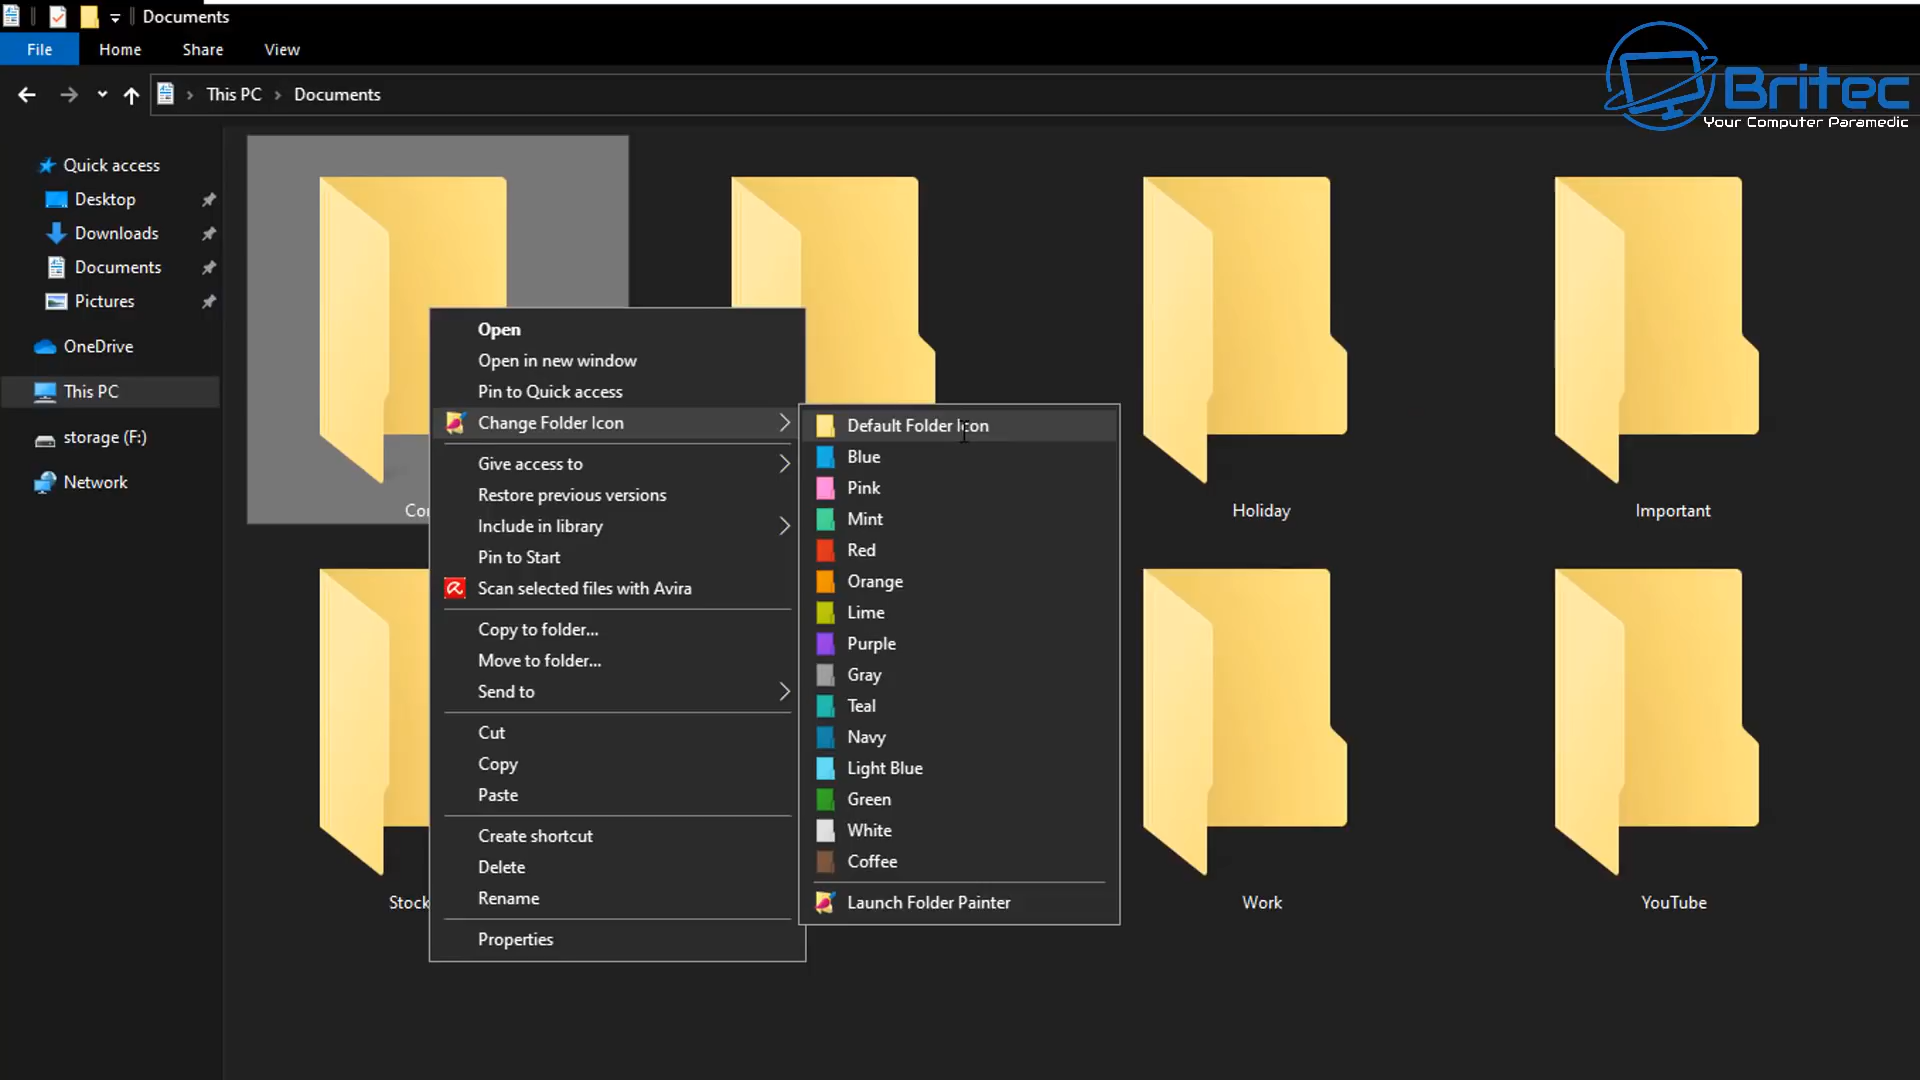 Documents
File
Home
Share
View
This PC
Documents
Britec
Your Computer Paramedic
Quick access
Desktop
Downloads
Documents
Pictures
OneDrive
This PC
storage (F:)
Network
Holiday
Important
Stock
Work
YouTube
Open
Open in new window
Pin to Quick access
Change Folder Icon
Give access to
Restore previous versions
Include in library
Pin to Start
Scan selected files with Avira
Copy to folder...
Move to folder...
Send to
Cut
Copy
Paste
Create shortcut
Delete
Rename
Properties
Default Folder Icon
Blue
Pink
Mint
Red
Orange
Lime
Purple
Gray
Teal
Navy
Light Blue
Green
White
Coffee
Launch Folder Painter